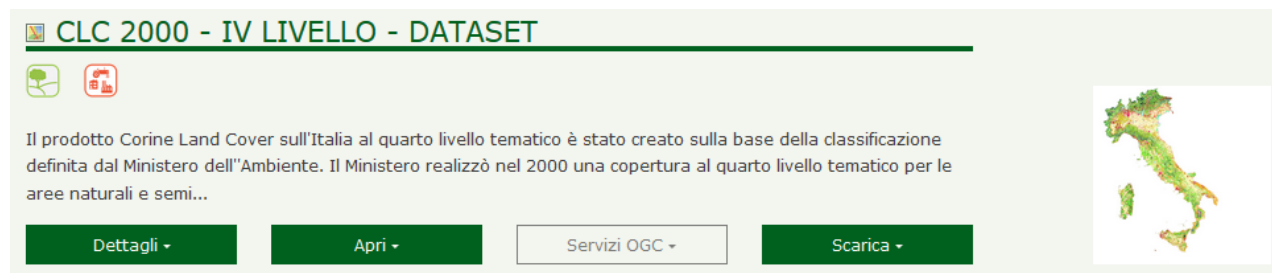 CLC 2000 - IV LIVELLO - DATASET
Il prodotto Corine Land Cover sull'Italia al quarto livello tematico è stato creato sulla base della classificazione
definita dal Ministero dell''Ambiente. Il Ministero realizzò nel 2000 una copertura al quarto livello tematico per le
aree naturali e semi...
Dettagli Apri Servizi OGC Scarica